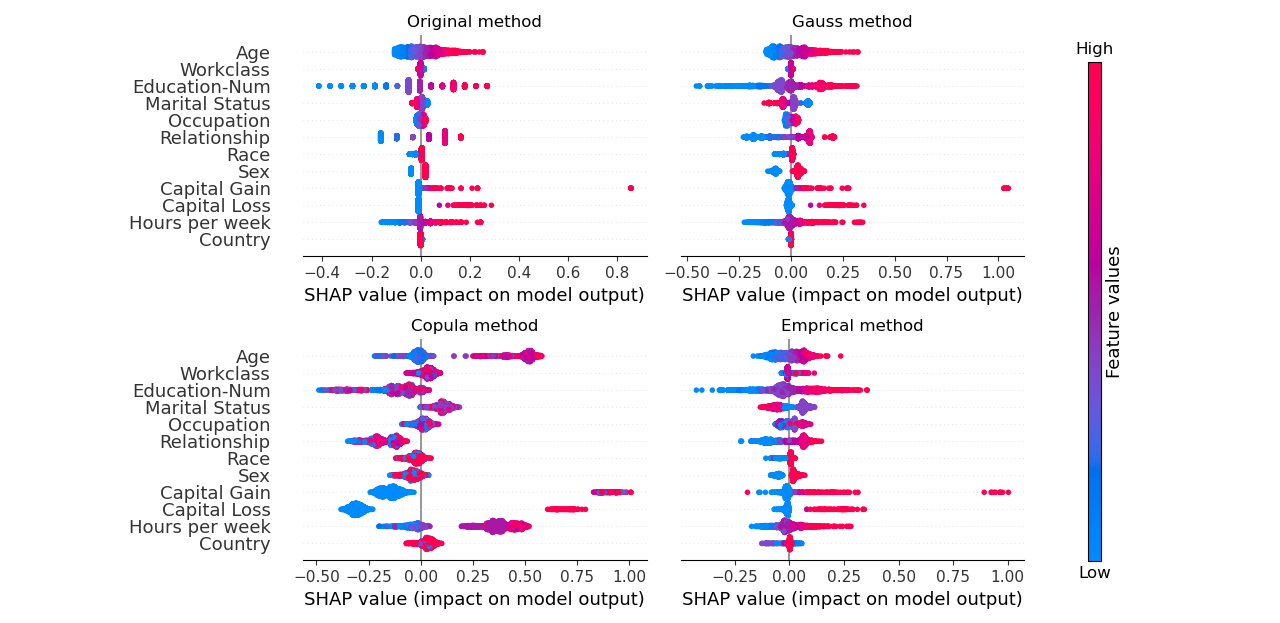 Original method
Gauss method
High
Age
Workclass
Education-Num
Marital Status
Occupation
Relationship
Race
Sex
Capital Gain
Capital Loss
Hours per week
Country
−0.4 −0.2 0.0 0.2 0.4 0.6 0.8
SHAP value (impact on model output)
−0.50 −0.25 0.00 0.25 0.50 0.75 1.00
SHAP value (impact on model output)
Feature values
Copula method
Emprical method
Age
Workclass
Education-Num
Marital Status
Occupation
Relationship
Race
Sex
Capital Gain
Capital Loss
Hours per week
Country
−0.50 −0.25 0.00 0.25 0.50 0.75 1.00
SHAP value (impact on model output)
−0.25 0.00 0.25 0.50 0.75 1.00
SHAP value (impact on model output)
Low